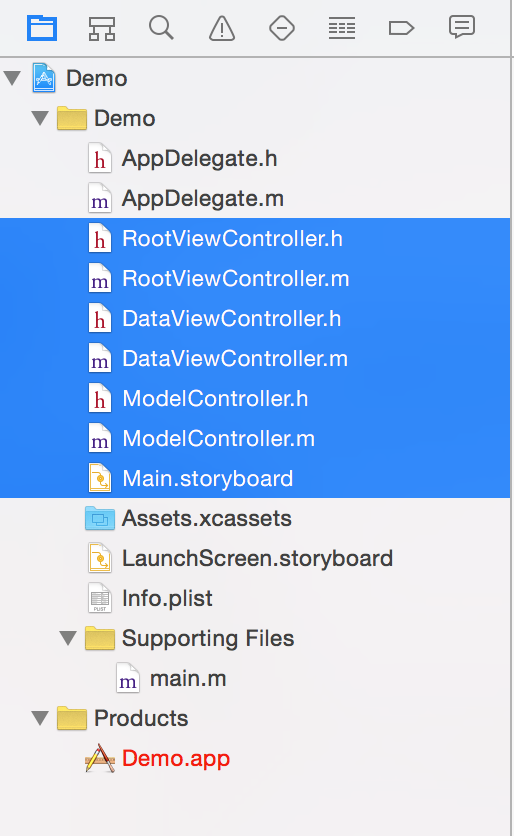 Demo
Demo
AppDelegate.h
AppDelegate.m
RootViewController.h
RootViewController.m
DataViewController.h
DataViewController.m
ModelController.h
ModelController.m
Main.storyboard
Assets.xcassets
LaunchScreen.storyboard
Info.plist
Supporting Files
main.m
Products
Demo.app